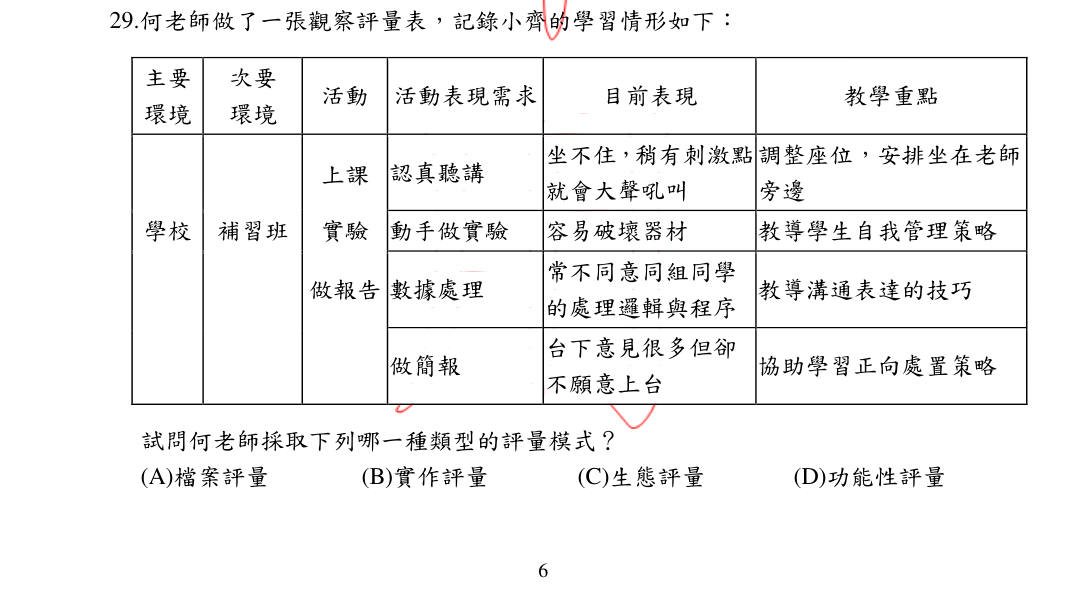 29.何老師做了一張觀察評量表，記錄小齊的學習情形如下：
主要環境 次要環境 活動 活動表現需求 目前表現 教學重點
學校 補習班 上課 實驗 做報告
認真聽講 坐不住，稍有刺激點就會大聲吼叫 調整座位，安排坐在老師旁邊
動手做實驗 容易破壞器材 教導學生自我管理策略
數據處理 常不同意同組同學的處理邏輯與程序 教導溝通表達的技巧
做簡報 台下意見很多但卻不願意上台 協助學習正向處置策略
試問何老師採取下列哪一種類型的評量模式？
(A)檔案評量 (B)實作評量 (C)生態評量 (D)功能性評量
6